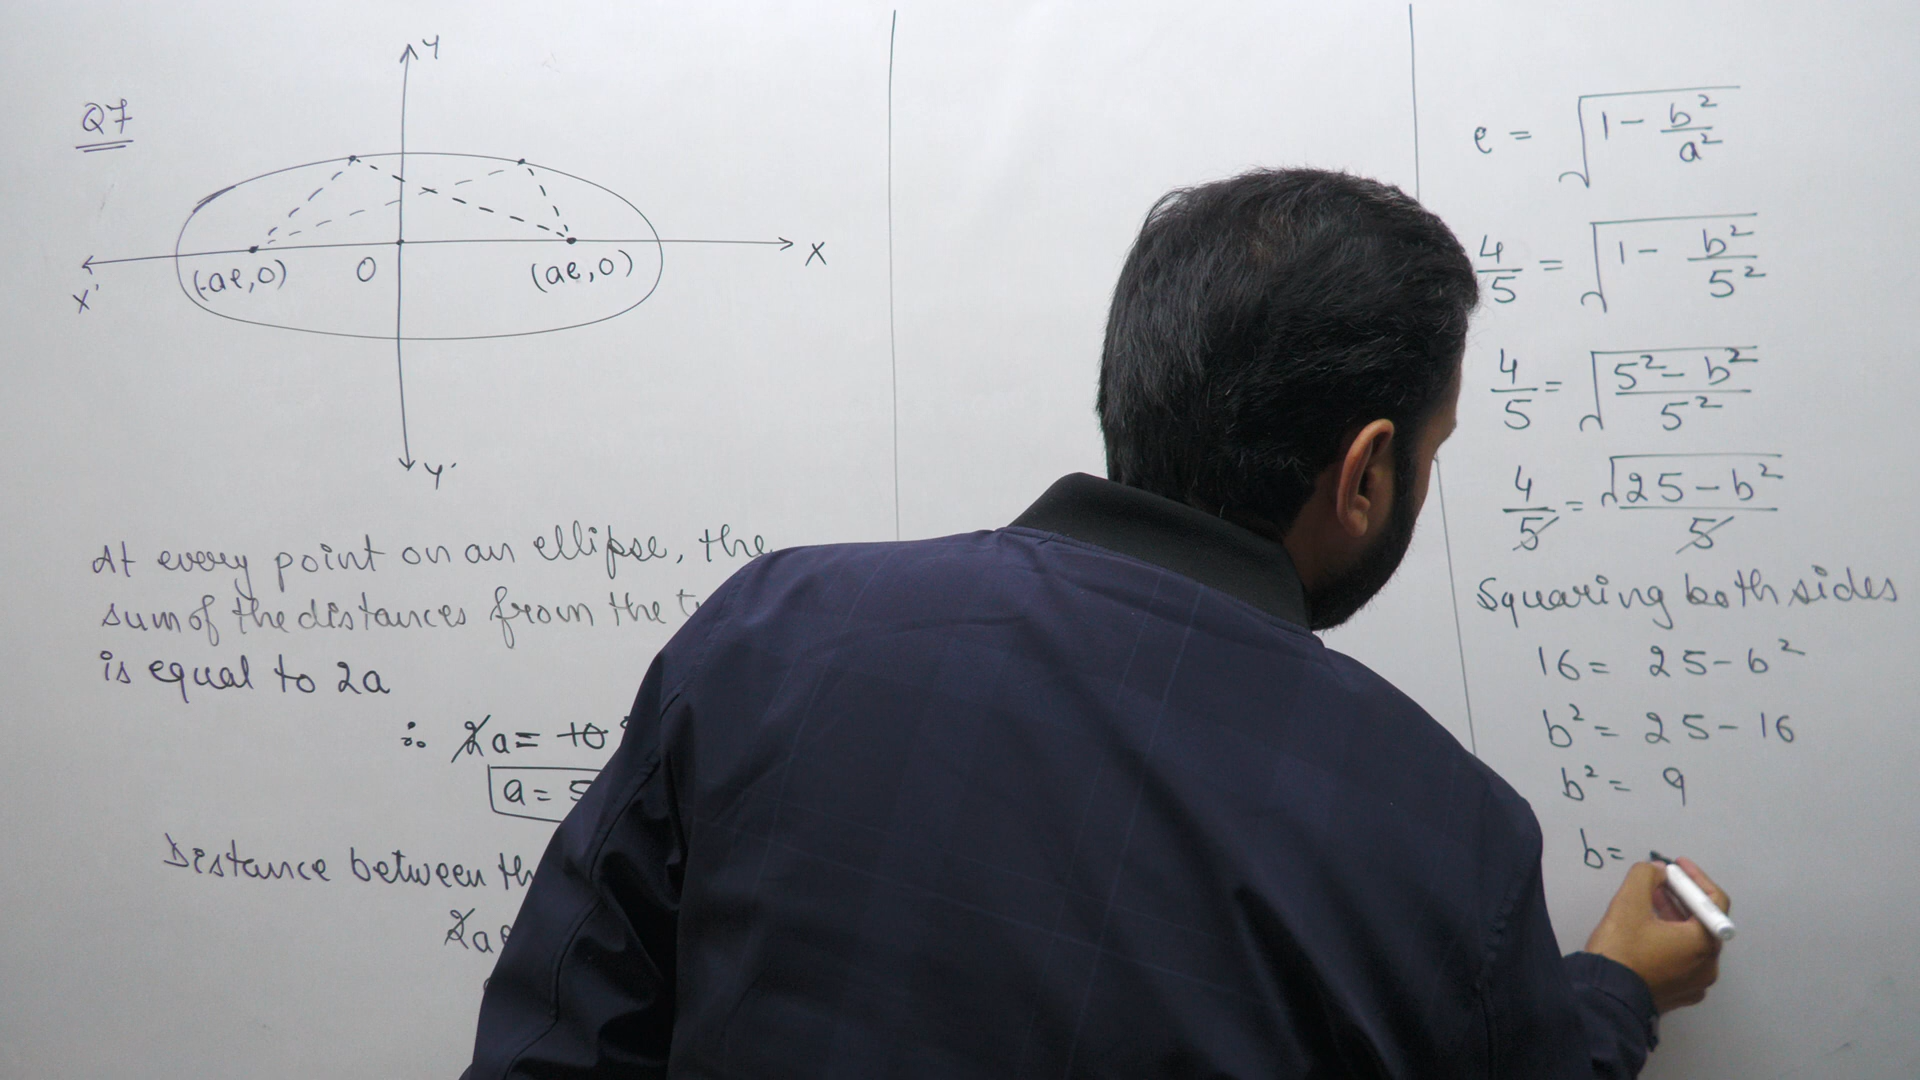 Q7
Y
X
X'
(-ae,0)
O
(ae,0)
Y'
At every point on an ellipse, the
sum of the distances from the
is equal to 2a
∴ 2a = 10
a = 5
Distance between
2a
e = √(1 - b²/a²)
4/5 = √(1 - b²/5²)
4/5 = √((5² - b²)/5²)
4/5 = √(25 - b²)/5
Squaring both sides
16 = 25 - b²
b² = 25 - 16
b² = 9
b =